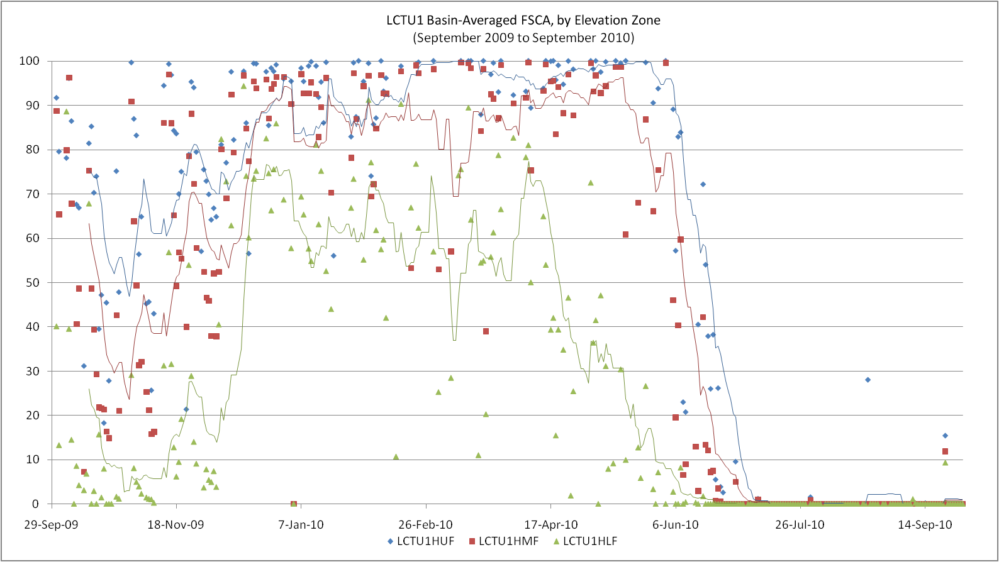 LCTU1 Basin-Averaged FSCA, by Elevation Zone
(September 2009 to September 2010)
100
90
80
70
60
50
40
30
20
10
0
29-Sep-09 18-Nov-09 7-Jan-10 26-Feb-10 17-Apr-10 6-Jun-10 26-Jul-10 14-Sep-10
LCTU1HUF LCTU1HMF LCTU1HLF